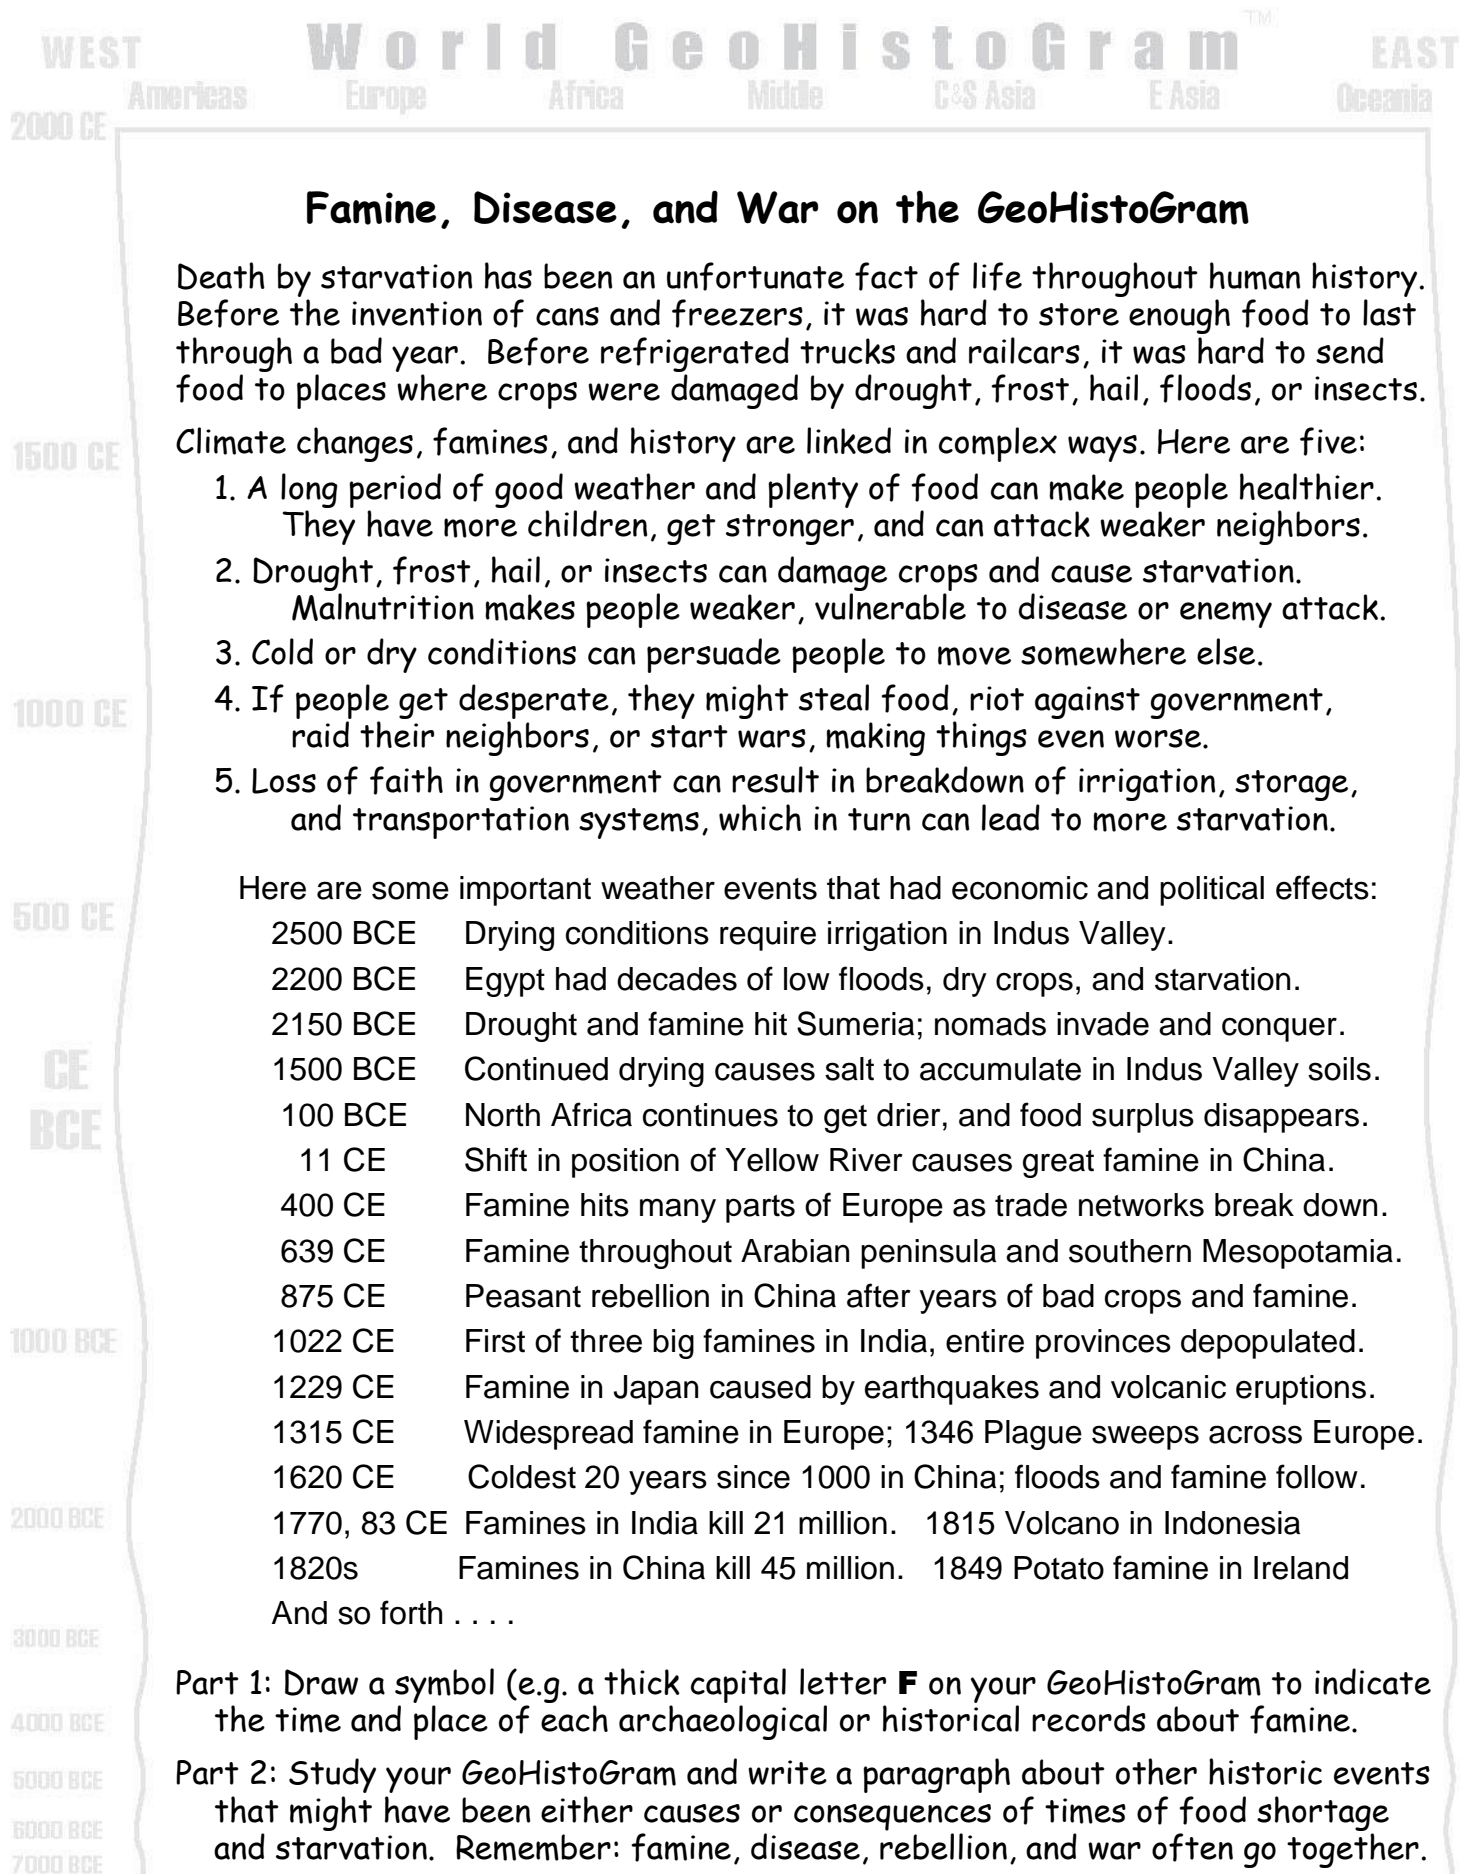 World GeoHistoGram™
WEST EAST
Americas Europe Africa Middle C&S Asia E Asia Oceania
2000 CE
Famine, Disease, and War on the GeoHistoGram
Death by starvation has been an unfortunate fact of life throughout human history.
Before the invention of cans and freezers, it was hard to store enough food to last
through a bad year. Before refrigerated trucks and railcars, it was hard to send
food to places where crops were damaged by drought, frost, hail, floods, or insects.
1500 CE
Climate changes, famines, and history are linked in complex ways. Here are five:
1. A long period of good weather and plenty of food can make people healthier.
They have more children, get stronger, and can attack weaker neighbors.
2. Drought, frost, hail, or insects can damage crops and cause starvation.
Malnutrition makes people weaker, vulnerable to disease or enemy attack.
3. Cold or dry conditions can persuade people to move somewhere else.
1000 CE
4. If people get desperate, they might steal food, riot against government,
raid their neighbors, or start wars, making things even worse.
5. Loss of faith in government can result in breakdown of irrigation, storage,
and transportation systems, which in turn can lead to more starvation.
Here are some important weather events that had economic and political effects:
500 CE
2500 BCE Drying conditions require irrigation in Indus Valley.
2200 BCE Egypt had decades of low floods, dry crops, and starvation.
2150 BCE Drought and famine hit Sumeria; nomads invade and conquer.
CE
BCE
1500 BCE Continued drying causes salt to accumulate in Indus Valley soils.
100 BCE North Africa continues to get drier, and food surplus disappears.
11 CE Shift in position of Yellow River causes great famine in China.
400 CE Famine hits many parts of Europe as trade networks break down.
639 CE Famine throughout Arabian peninsula and southern Mesopotamia.
875 CE Peasant rebellion in China after years of bad crops and famine.
1000 BCE
1022 CE First of three big famines in India, entire provinces depopulated.
1229 CE Famine in Japan caused by earthquakes and volcanic eruptions.
1315 CE Widespread famine in Europe; 1346 Plague sweeps across Europe.
1620 CE Coldest 20 years since 1000 in China; floods and famine follow.
2000 BCE
1770, 83 CE Famines in India kill 21 million. 1815 Volcano in Indonesia
1820s Famines in China kill 45 million. 1849 Potato famine in Ireland
And so forth . . . .
3000 BCE
Part 1: Draw a symbol (e.g. a thick capital letter F on your GeoHistoGram to indicate
the time and place of each archaeological or historical records about famine.
4000 BCE
Part 2: Study your GeoHistoGram and write a paragraph about other historic events
that might have been either causes or consequences of times of food shortage
and starvation. Remember: famine, disease, rebellion, and war often go together.
5000 BCE
6000 BCE
7000 BCE